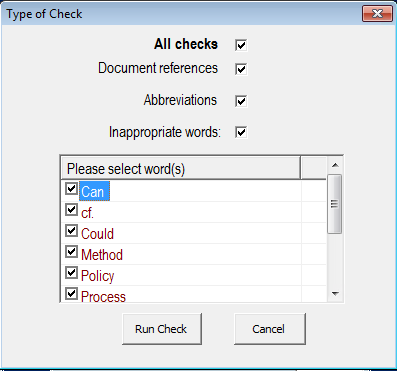 Type of Check
All checks
Document references
Abbreviations
Inappropriate words:
Please select word(s)
Can
cf.
Could
Method
Policy
Process
Run Check
Cancel